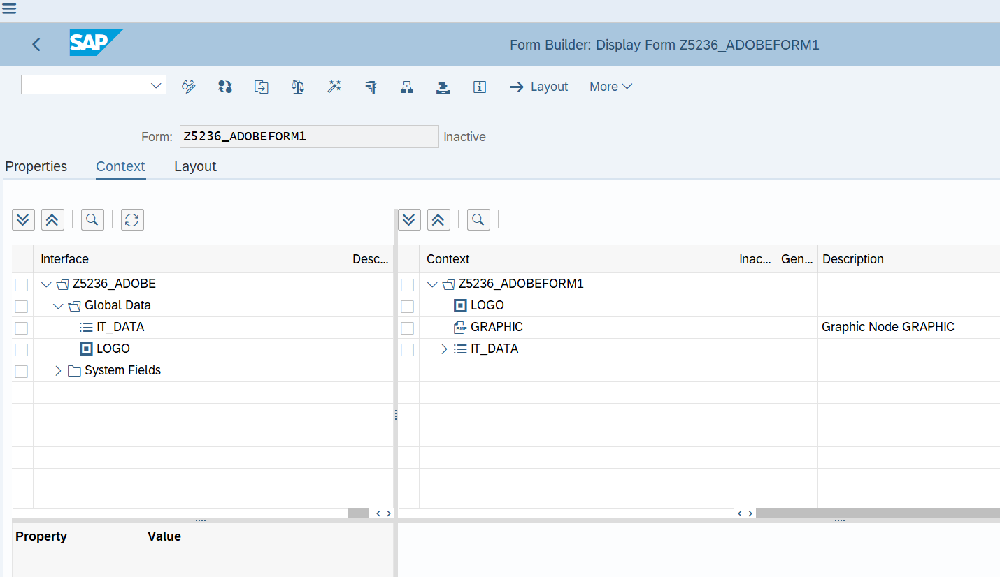 SAP
Form Builder: Display Form Z5236_ADOBEFORM1
Layout More
Form: Z5236_ADOBEFORM1 Inactive
Properties Context Layout
Interface Desc... Context Inac... Gen... Description
Z5236_ADOBE Z5236_ADOBEFORM1
Global Data LOGO
IT_DATA BMP GRAPHIC Graphic Node GRAPHIC
LOGO IT_DATA
System Fields
Property Value